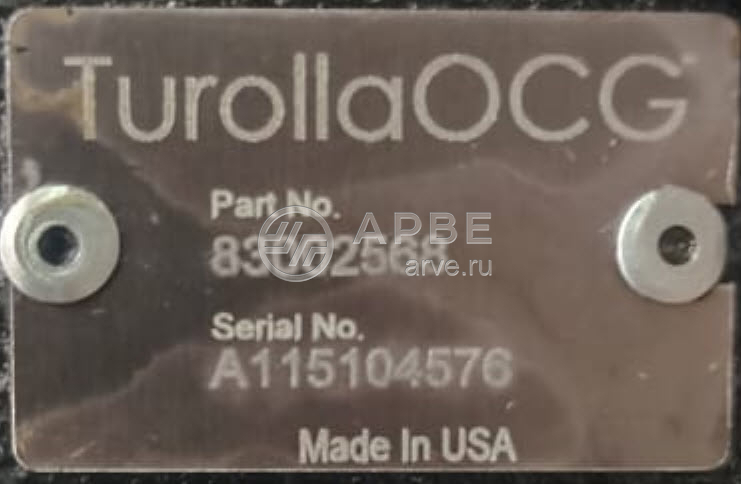 TurollaOCG
Part No.
АРВЕ
arve.ru
Serial No.
A115104576
Made In USA